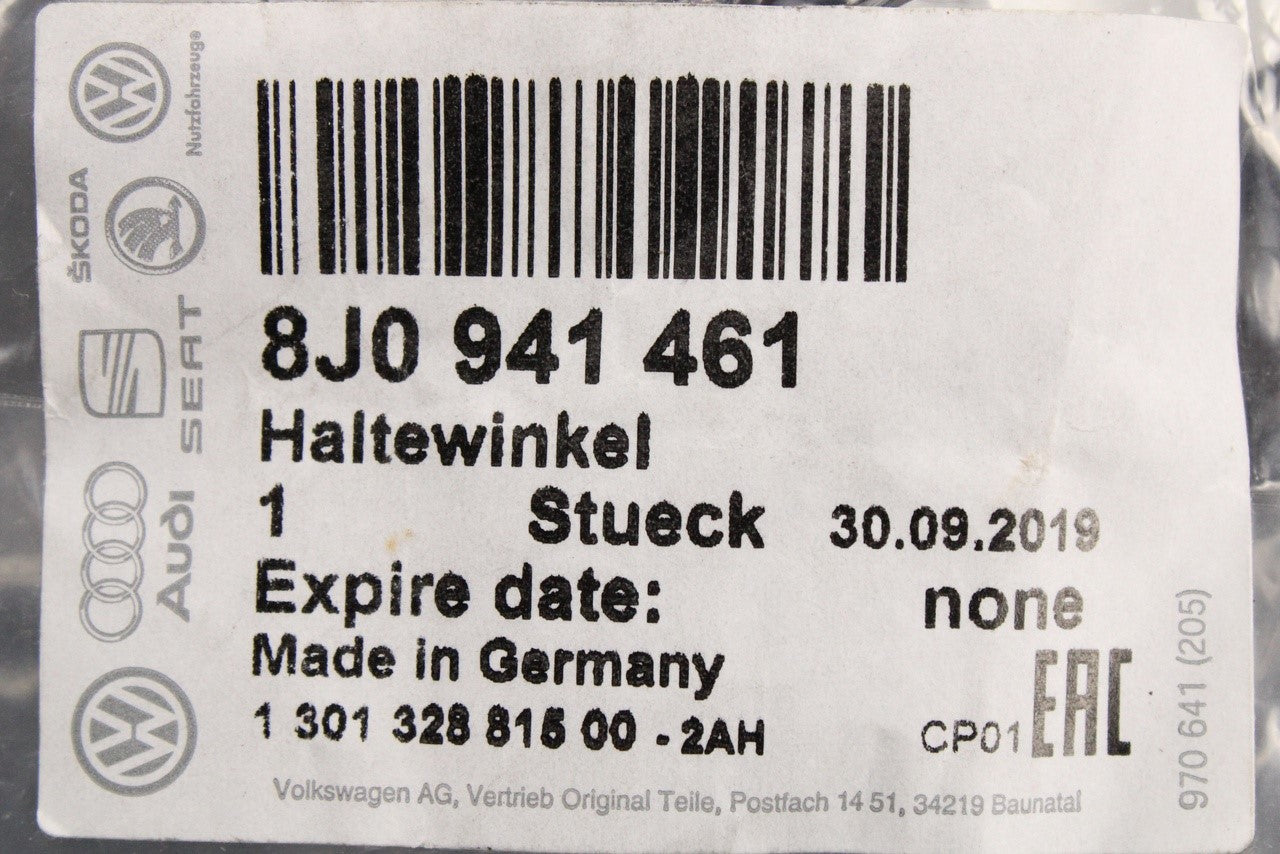 8J0 941 461
Haltewinkel
1 Stueck 30.09.2019
Expire date: none
Made in Germany
1 301 328 815 00 - 2AH
CP01 EAC
Volkswagen AG, Vertrieb Original Teile, Postfach 14 51, 34219 Baunatal
970 641 (205)
Nutzfahrzeuge
ŠKODA
SEAT
Audi